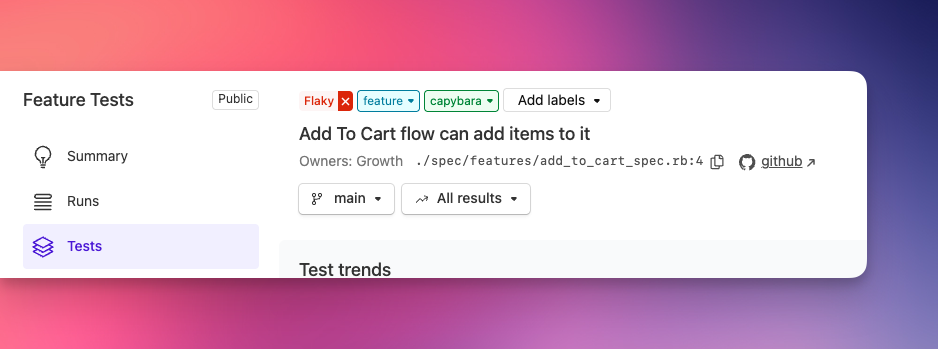 Feature Tests
Public
Summary
Runs
Tests
Flaky feature capybara Add labels
Add To Cart flow can add items to it
Owners: Growth ./spec/features/add_to_cart_spec.rb:4 github
main All results
Test trends